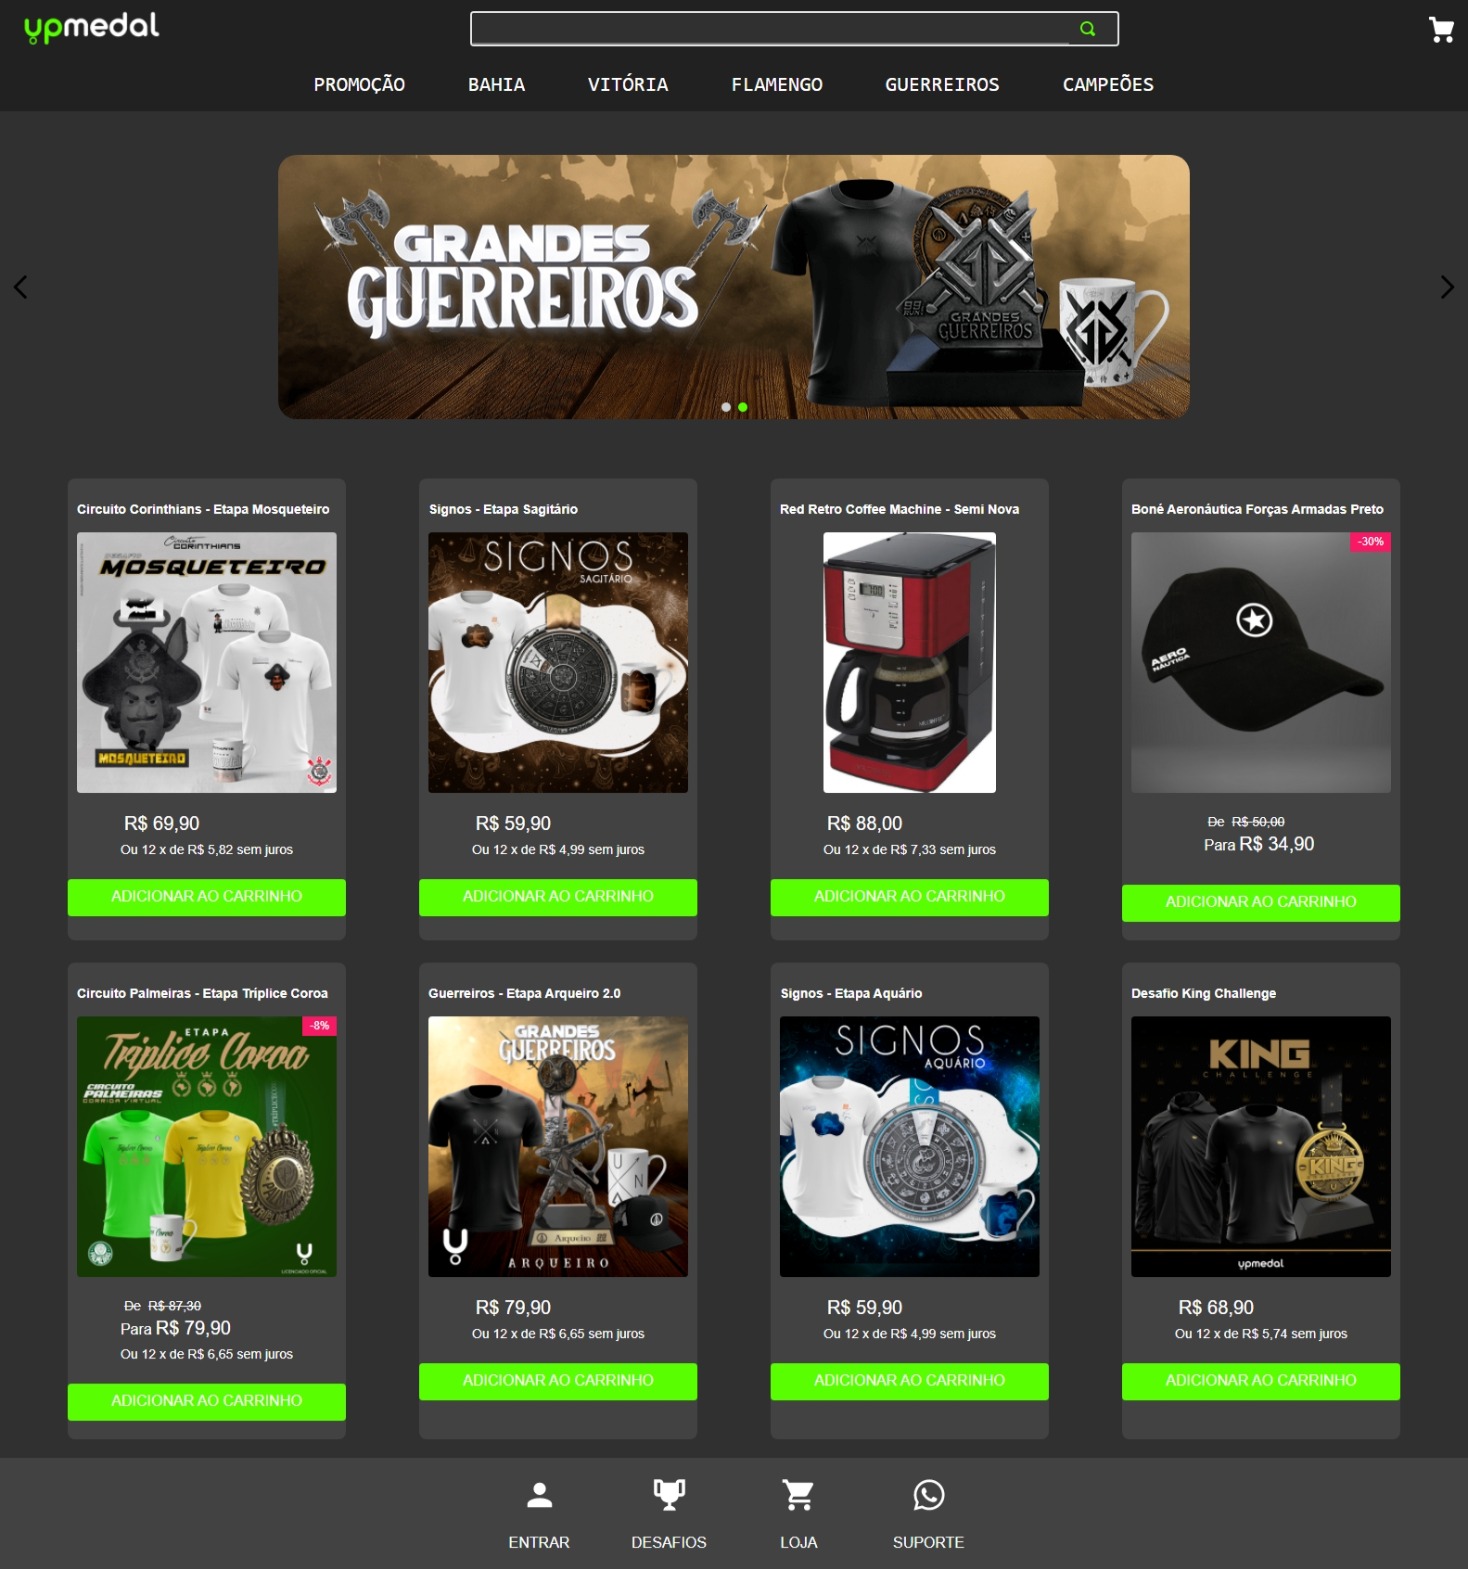 upmedal
PROMOÇÃO
BAHIA
VITÓRIA
FLAMENGO
GUERREIROS
CAMPEÕES
GRANDES
GUERREIROS
99
RUN
GRANDES
GUERREIROS
Circuito Corinthians - Etapa Mosqueteiro
Circuito
CORINTHIANS
DESAFIO
MOSQUETEIRO
MOSQUETEIRO
R$ 69,90
Ou 12 x de R$ 5,82 sem juros
ADICIONAR AO CARRINHO
Signos - Etapa Sagitário
SIGNOS
SAGITÁRIO
R$ 59,90
Ou 12 x de R$ 4,99 sem juros
ADICIONAR AO CARRINHO
Red Retro Coffee Machine - Semi Nova
R$ 88,00
Ou 12 x de R$ 7,33 sem juros
ADICIONAR AO CARRINHO
Boné Aeronáutica Forças Armadas Preto
-30%
AERO
NÁUTICA
De R$ 50,00
Para R$ 34,90
ADICIONAR AO CARRINHO
Circuito Palmeiras - Etapa Tríplice Coroa
-8%
ETAPA
Tríplice Coroa
CIRCUITO
PALMEIRAS
CORRIDA VIRTUAL
LICENCIADO OFICIAL
De R$ 87,30
Para R$ 79,90
Ou 12 x de R$ 6,65 sem juros
ADICIONAR AO CARRINHO
Guerreiros - Etapa Arqueiro 2.0
GRANDES
GUERREIROS
Arqueiro
ARQUEIRO
R$ 79,90
Ou 12 x de R$ 6,65 sem juros
ADICIONAR AO CARRINHO
Signos - Etapa Aquário
SIGNOS
AQUÁRIO
R$ 59,90
Ou 12 x de R$ 4,99 sem juros
ADICIONAR AO CARRINHO
Desafio King Challenge
KING
CHALLENGE
KING
upmedal
R$ 68,90
Ou 12 x de R$ 5,74 sem juros
ADICIONAR AO CARRINHO
ENTRAR
DESAFIOS
LOJA
SUPORTE